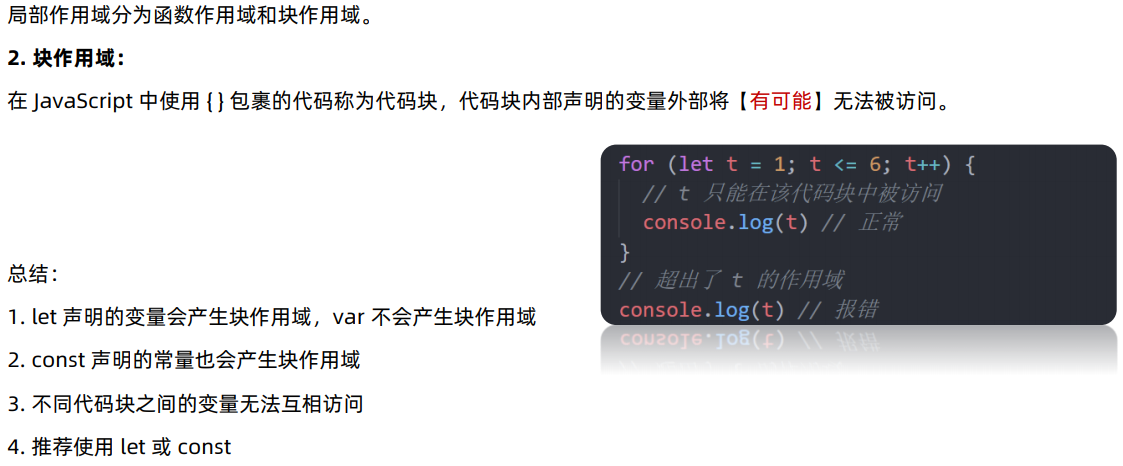 局部作用域分为函数作用域和块作用域。
2. 块作用域：
在 JavaScript 中使用 { } 包裹的代码称为代码块，代码块内部声明的变量外部将【有可能】无法被访问。
for (let t = 1; t <= 6; t++) {
  // t 只能在该代码块中被访问
  console.log(t) // 正常
}
// 超出了 t 的作用域
console.log(t) // 报错
总结：
1. let 声明的变量会产生块作用域，var 不会产生块作用域
2. const 声明的常量也会产生块作用域
3. 不同代码块之间的变量无法互相访问
4. 推荐使用 let 或 const